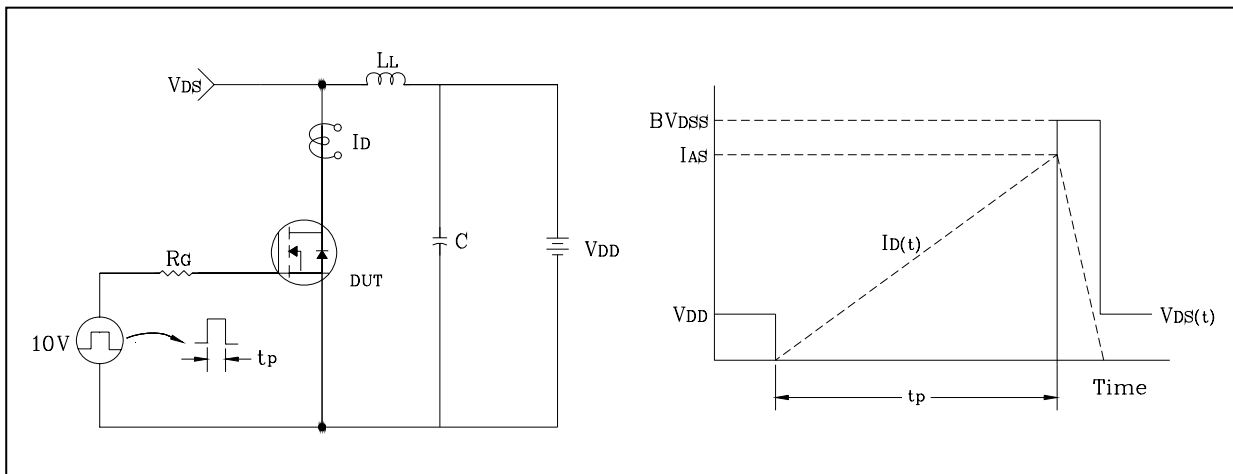 LL
VDS
ID
RG
DUT
C
VDD
10V
tp
BVDSS
IAS
ID(t)
VDD
VDS(t)
Time
tp